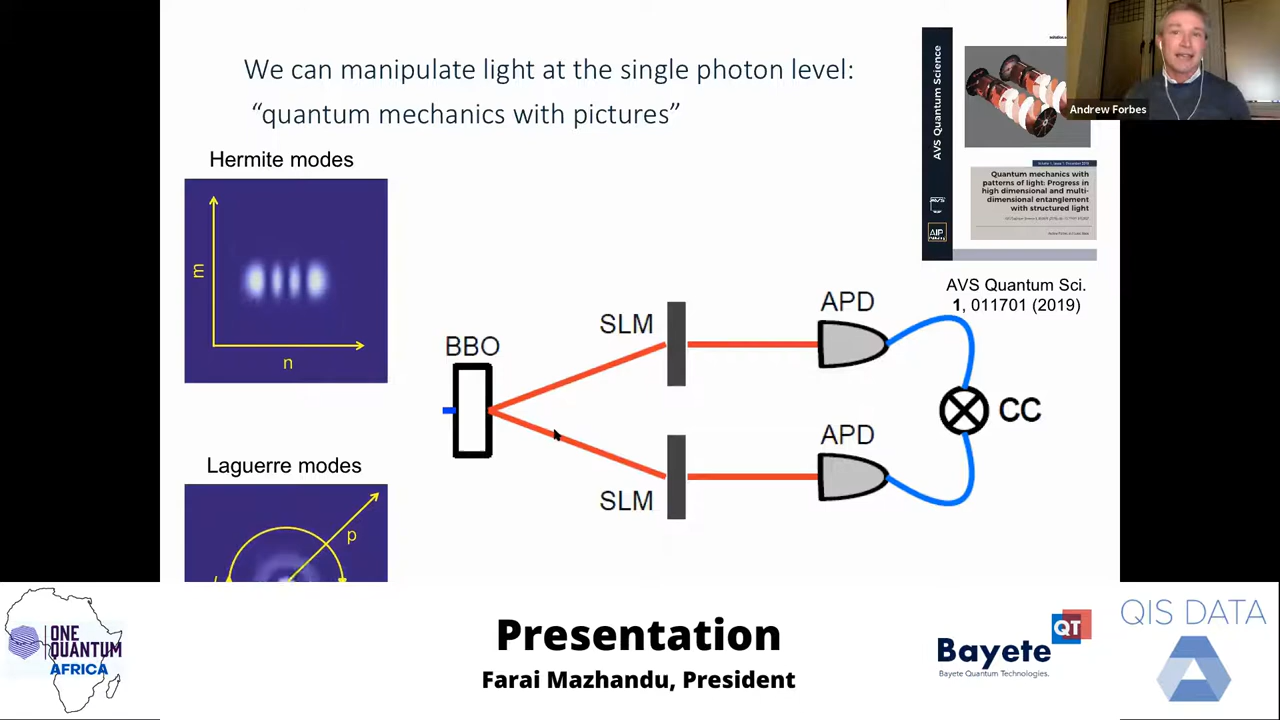 We can manipulate light at the single photon level:
“quantum mechanics with pictures”
Hermite modes
m
n
Laguerre modes
p
BBO
SLM
SLM
APD
APD
CC
AVS Quantum Science
AVS
AIP
Quantum mechanics with
patterns of light: Progress in
high dimensional and multi-
dimensional entanglement
with structured light
AVS Quantum Sci.
1, 011701 (2019)
Andrew Forbes
ONE
QUANTUM
AFRICA
Presentation
Farai Mazhandu, President
QT
Bayete
Bayete Quantum Technologies.
QIS DATA